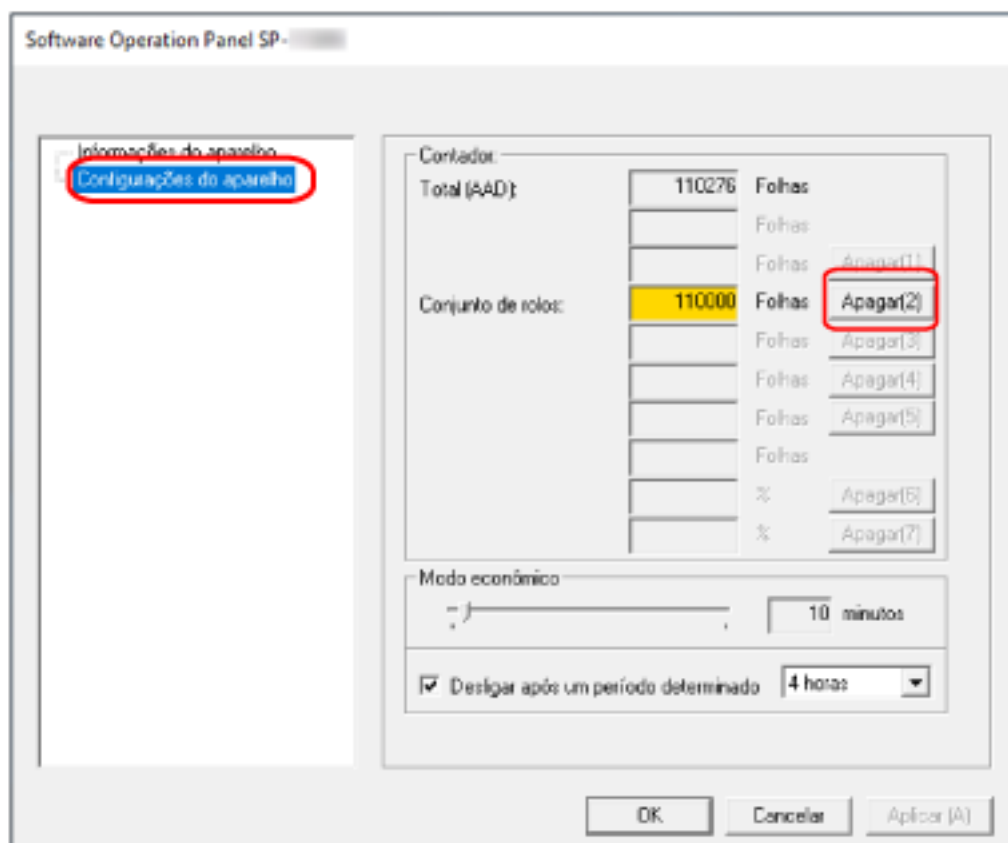 Software Operation Panel SP-
Informações do aparelho
Configurações do aparelho
Contador:
Total (AAD): 110276 Folhas
Folhas
Folhas Apagar(1)
Conjunto de rolos: 110000 Folhas Apagar(2)
Folhas Apagar(3)
Folhas Apagar(4)
Folhas Apagar(5)
Folhas
% Apagar(6)
% Apagar(7)
Modo econômico
10 minutos
Desligar após um período determinado 4 horas
OK Cancelar Aplicar (A)